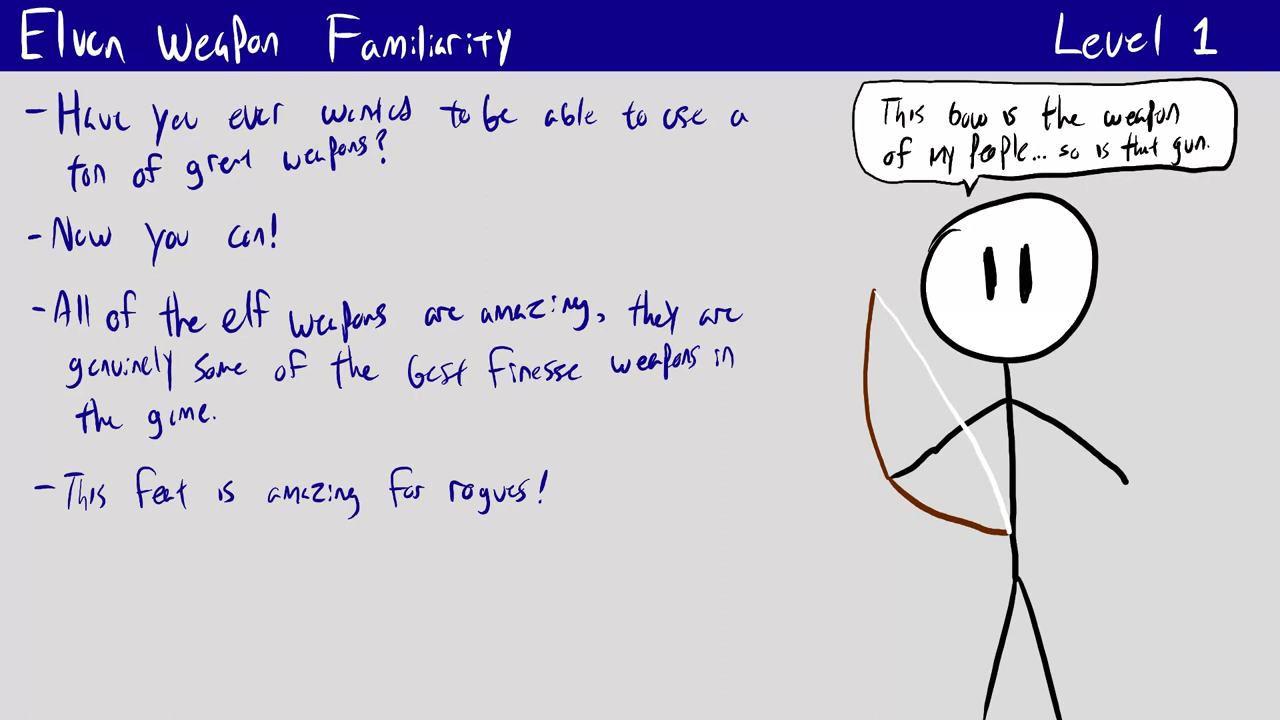 Elven Weapon Familiarity
Level 1
- Have you ever wanted to be able to use a
ton of great weapons?
- Now you can!
- All of the elf weapons are amazing, they are
genuinely some of the best finesse weapons in
the game.
- This feat is amazing for rogues!
This bow is the weapon
of my people... so is that gun.